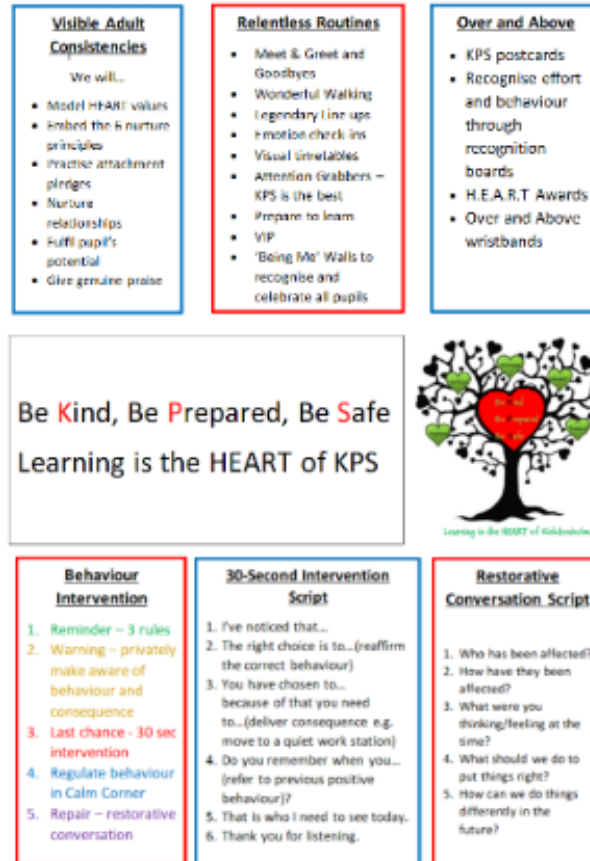 Visible Adult
Consistencies
We will...
• Model HEART values
• Embed the 6 nurture
principles
• Practise attachment
pledges
• Nurture
relationships
• Fulfil pupil's
potential
• Give genuine praise
Relentless Routines
• Meet & Greet and
Goodbyes
• Wonderful Walking
• Legendary Line ups
• Emotion check ins
• Visual timetables
• Attention Grabbers –
KPS is the best
• Prepare to learn
• VIP
• 'Being Me' Walls to
recognise and
celebrate all pupils
Over and Above
• KPS postcards
• Recognise effort
and behaviour
through
recognition
boards
• H.E.A.R.T Awards
• Over and Above
wristbands
Be Kind, Be Prepared, Be Safe
Learning is the HEART of KPS
Be Kind
Be Prepared
Be Safe
Learning is the HEART of
Behaviour
Intervention
1. Reminder – 3 rules
2. Warning – privately
make aware of
behaviour and
consequence
3. Last chance - 30 sec
intervention
4. Regulate behaviour
in Calm Corner
5. Repair – restorative
conversation
30-Second Intervention
Script
1. I've noticed that...
2. The right choice is to...(reaffirm
the correct behaviour)
3. You have chosen to...
because of that you need
to...(deliver consequence e.g.
move to a quiet work station)
4. Do you remember when you...
(refer to previous positive
behaviour)?
5. That is who I need to see today.
6. Thank you for listening.
Restorative
Conversation Script
1. Who has been affected?
2. How have they been
affected?
3. What were you
thinking/feeling at the
time?
4. What should we do to
put things right?
5. How can we do things
differently in the
future?